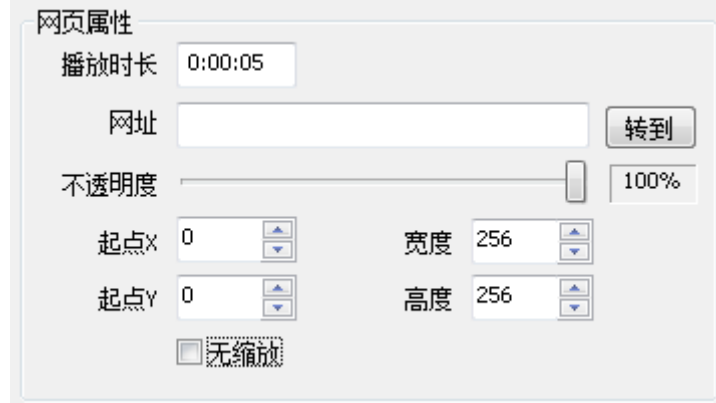 网页属性
播放时长 0:00:05
网址 转到
不透明度 100%
起点X 0 宽度 256
起点Y 0 高度 256
无缩放